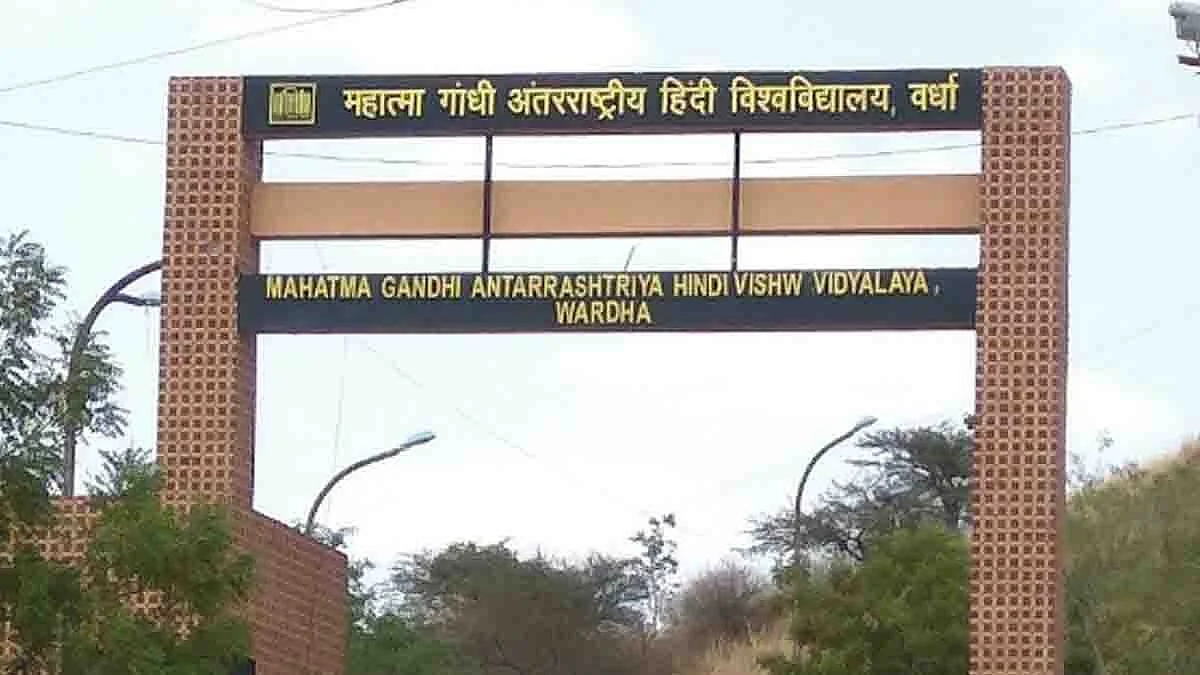 महात्मा गांधी अंतरराष्ट्रीय हिंदी विश्वविद्यालय, वर्धा
MAHATMA GANDHI ANTARRASHTRIYA HINDI VISHW VIDYALAYA,
WARDHA